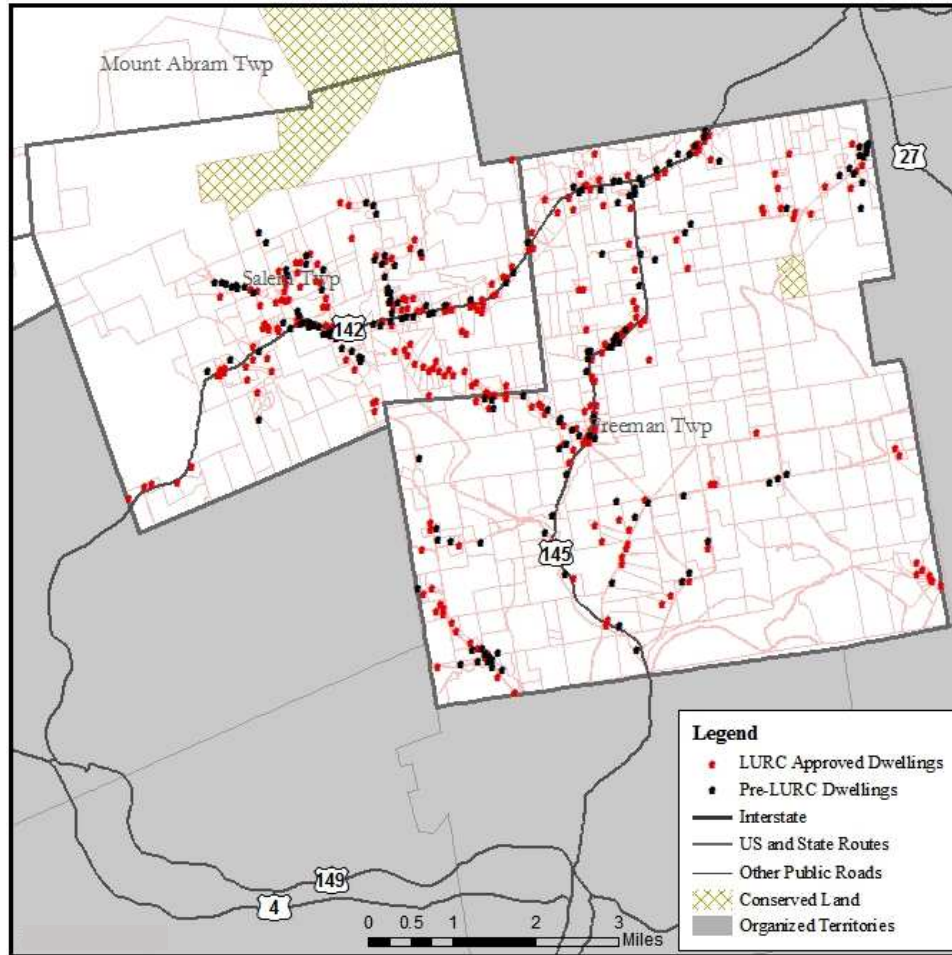 Mount Abram Twp
27
Salem Twp
142
Freeman Twp
145
Legend
LURC Approved Dwellings
Pre-LURC Dwellings
Interstate
US and State Routes
Other Public Roads
Conserved Land
Organized Territories
149
4
0 0.5 1 2 3
Miles